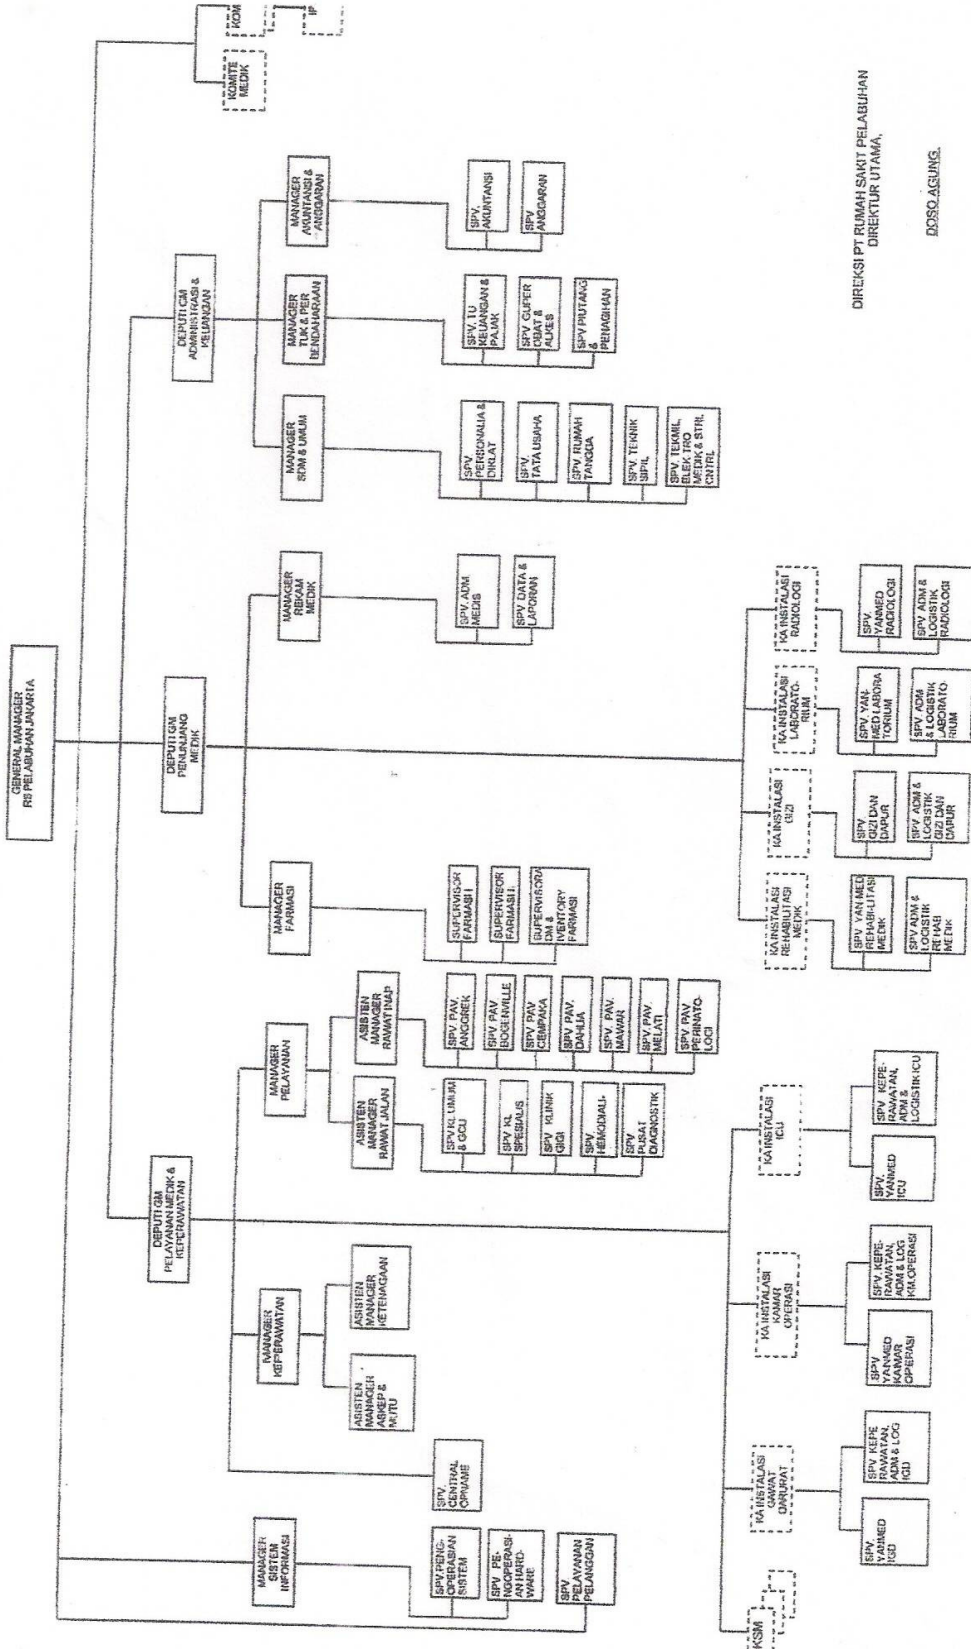 GENERAL MANAGER
RS PELABUHAN JAKARTA
KOMITE
MEDIK
KOM
IP
DEPUTI GM
PELAYANAN MEDIK &
KEPERAWATAN
DEPUTI GM
PENUNJANG
MEDIK
DEPUTI GM
ADMINISTRASI &
KEUANGAN
MANAGER
SISTEM
INFORMASI
MANAGER
KEPERAWATAN
MANAGER
PELAYANAN
MANAGER
FARMASI
MANAGER
REKAM
MEDIK
MANAGER
SDM & UMUM
MANAGER
TUK & PER
BENDAHARAAN
MANAGER
AKUNTANSI &
ANGGARAN
ASISTEN
MANAGER
ASKEP &
MUTU
ASISTEN
MANAGER
KETENAGAAN
ASISTEN
MANAGER
RAWAT JALAN
ASISTEN
MANAGER
RAWAT INAP
SPV.PENG-
OPERASIAN
SISTEM
SPV. PE-
NGOPERASI-
AN HARD-
WARE
SPV.
PELAYANAN
PELANGGAN
SPV.
CENTRAL
OPNAME
SPV KL UMUM
& GCU
SPV. KL
SPESIALIS
SPV. KLINIK
GIGI
SPV
HEMODIALI-
SPV
PUSAT
DIAGNOSTIK
SPV. PAV.
ANGGREK
SPV. PAV
BOGENVILLE
SPV. PAV
CEMPAKA
SPV. PAV.
DAHLIA
SPV. PAV.
MAWAR
SPV. PAV.
MELATI
SPV. PAV
PERINATO-
LOGI
SUPERVISOR
FARMASI I
SUPERVISOR
FARMASI I
SUPERVISORA
DM &
IVENTORY
FARMASI
SPV. ADM
MEDIS
SPV DATA &
LAPORAN
SPV
PERSONALIA &
DIKLAT
SPV.
TATA USAHA
SPV. RUMAH
TANGGA
SPV. TEKNIK
SIPIL
SPV. TEKMIL,
ELEKTRO
MEDIK & STRL
CNTRL
SPV. TU
KEUANGAN &
PAJAK
SPV. GUPER
OBAT &
ALKES
SPV PIUTANG
&
PENAGIHAN
SPV.
AKUNTANSI
SPV
ANGGARAN
KSM
KA INSTALASI
GAWAT
DARURAT
KA INSTALASI
KAMAR
OPERASI
KA INSTALASI
ICU
KA INSTALASI
REHABILITASI
MEDIK
KA INSTALASI
GIZI
KA INSTALASI
LABORATO-
RIUM
KA INSTALASI
RADIOLOGI
SPV.
YANMED
IGD
SPV. KEPE
RAWATAN,
ADM & LOG
IGD
SPV
YANMED
KAMAR
OPERASI
SPV. KEPE-
RAWATAN,
ADM & LOG
KM.OPERASI
SPV.
YANMED
ICU
SPV. KEPE-
RAWATAN,
ADM &
LOGISTIK ICU
SPV. YAN MED
REHABI-LITASI
MEDIK
SPV ADM &
LOGISTIK
REHAB
MEDIK
SPV
GIZI DAN
DAPUR
SPV. ADM &
LOGISTIK
GIZI DAN
DAPUR
SPV. YAN-
MED LABORA
TORIUM
SPV. ADM
& LOGISTIK
LABORATO-
RIUM
SPV.
YANMED
RADIOLOGI
SPV. ADM &
LOGISTIK
RADIOLOGI
DIREKSI PT RUMAH SAKIT PELABUHAN
DIREKTUR UTAMA,
DOSO AGUNG.